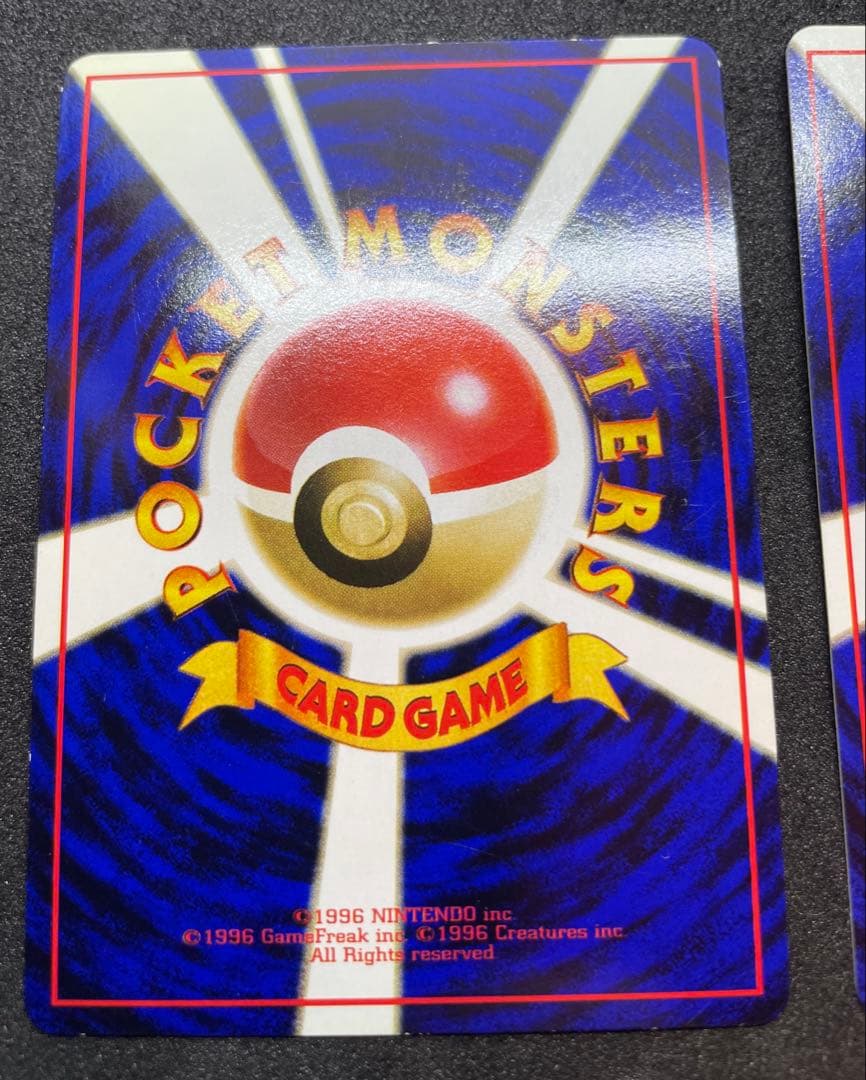 POCKET MONSTERS
CARD GAME
©1996 NINTENDO inc
©1996 GameFreak inc. ©1996 Creatures inc.
All Rights reserved